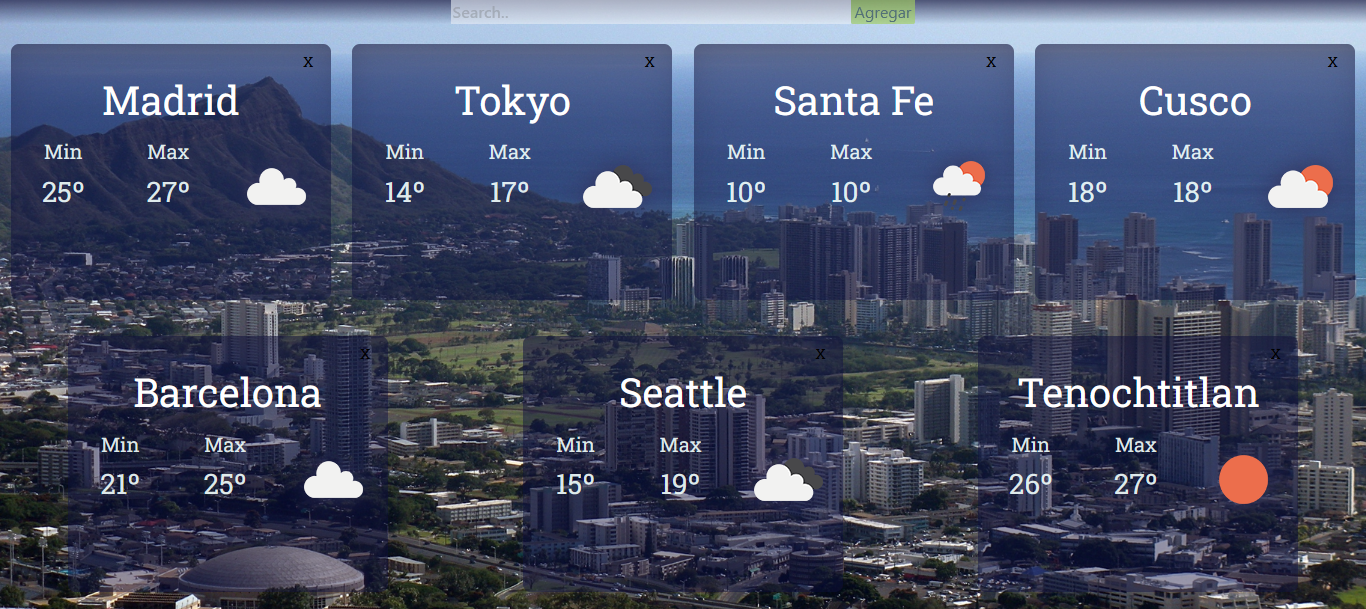 Search.. Agregar
x x x x
Madrid Tokyo Santa Fe Cusco
Min Max Min Max Min Max Min Max
25º 27º 14º 17º 10º 10º 18º 18º
x x x
Barcelona Seattle Tenochtitlan
Min Max Min Max Min Max
21º 25º 15º 19º 26º 27º